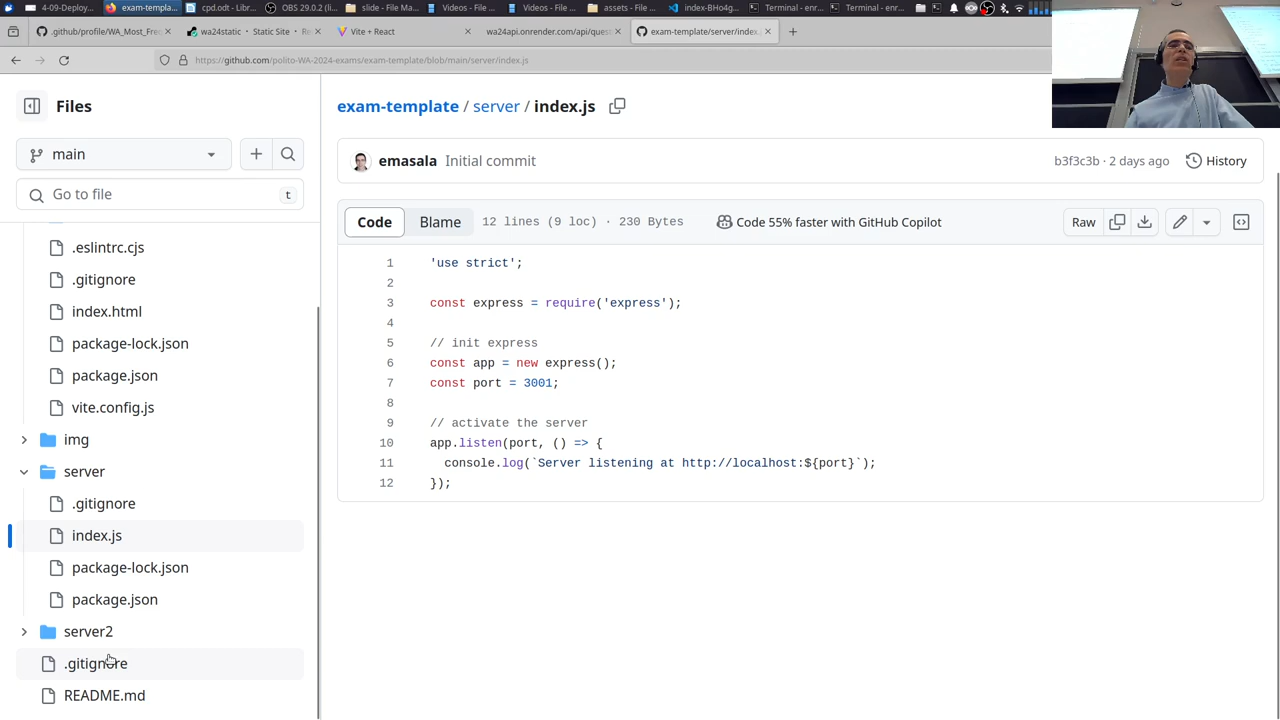 4-09-Deploy...
exam-templa...
cpd.odt - Libr...
OBS 29.0.2 (l...
slide - File Ma...
Videos - File ...
Videos - File ...
assets - File ...
index-BHo4g...
Terminal - enr...
Terminal - enr...
.github/profile/WA_Most_Frec
wa24static · Static Site · Re
Vite + React
wa24api.onrender.com/api/ques
exam-template/server/index.
https://github.com/polito-WA-2024-exams/exam-template/blob/main/server/index.js
Files
main
Go to file
t
.eslintrc.cjs
.gitignore
index.html
package-lock.json
package.json
vite.config.js
img
server
.gitignore
index.js
package-lock.json
package.json
server2
.gitignore
README.md
exam-template / server / index.js
emasala Initial commit
b3f3c3b · 2 days ago
History
Code
Blame
12 lines (9 loc) · 230 Bytes
Code 55% faster with GitHub Copilot
Raw
1 'use strict';
2
3 const express = require('express');
4
5 // init express
6 const app = new express();
7 const port = 3001;
8
9 // activate the server
10 app.listen(port, () => {
11 console.log(`Server listening at http://localhost:${port}`);
12 });